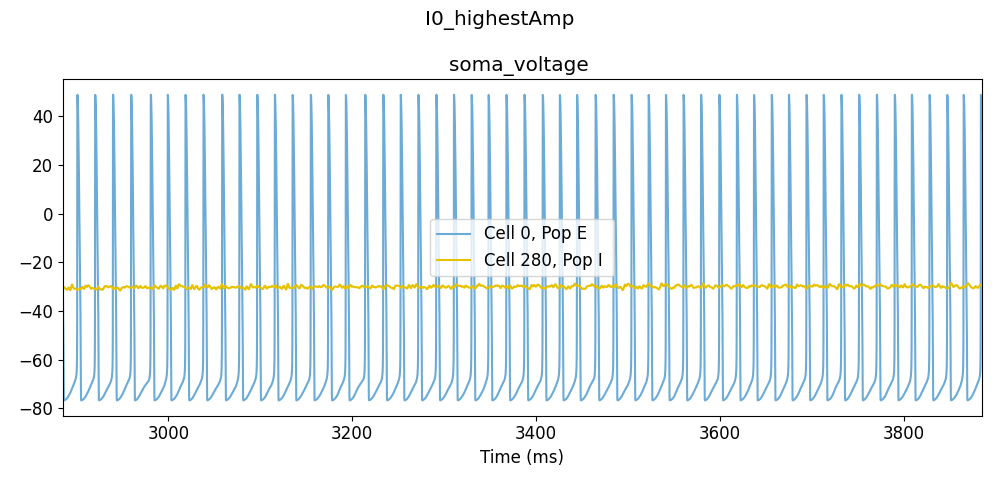 I0_highestAmp
soma_voltage
40
20
0
−20
−40
−60
−80
Cell 0, Pop E
Cell 280, Pop I
3000 3200 3400 3600 3800
Time (ms)